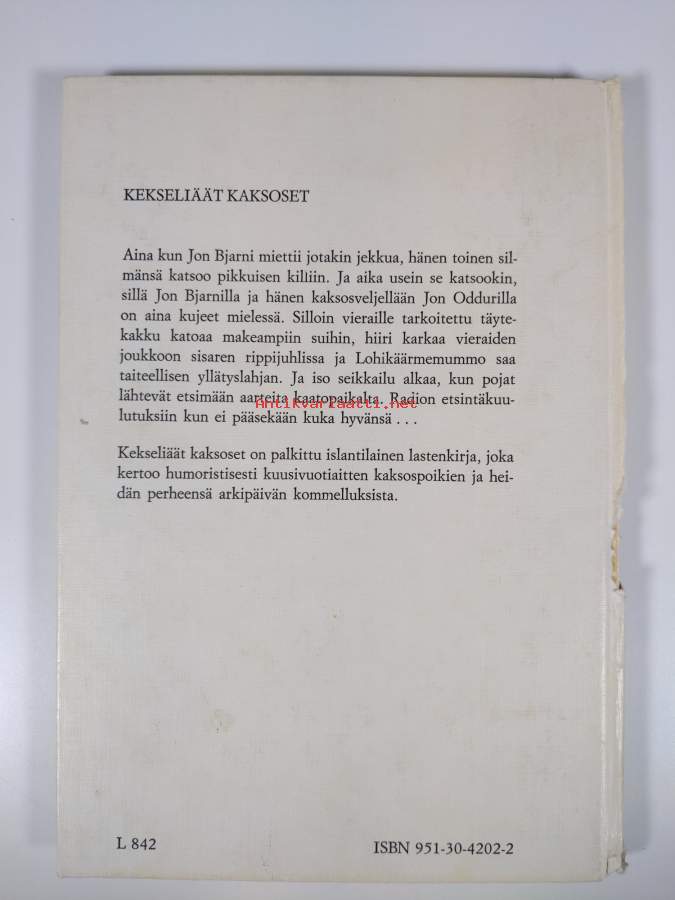 KEKSELIÄÄT KAKSOSET
Aina kun Jon Bjarni miettii jotakin jekkua, hänen toinen sil-
mänsä katsoo pikkuisen killiin. Ja aika usein se katsookin,
sillä Jon Bjarnilla ja hänen kaksosveljellään Jon Oddurilla
on aina kujeet mielessä. Silloin vieraille tarkoitettu täyte-
kakku katoaa makeampiin suihin, hiiri karkaa vieraiden
joukkoon sisaren rippijuhlissa ja Lohikäärmemummo saa
taiteellisen yllätyslahjan. Ja iso seikkailu alkaa, kun pojat
lähtevät etsimään aarteita kaatopaikalta. Radion etsintäkuu-
Antikvariaatti.net
lutuksiin kun ei pääsekään kuka hyvänsä . . .
Kekseliäät kaksoset on palkittu islantilainen lastenkirja, joka
kertoo humoristisesti kuusivuotiaitten kaksospoikien ja hei-
dän perheensä arkipäivän kommelluksista.
L 842
ISBN 951-30-4202-2